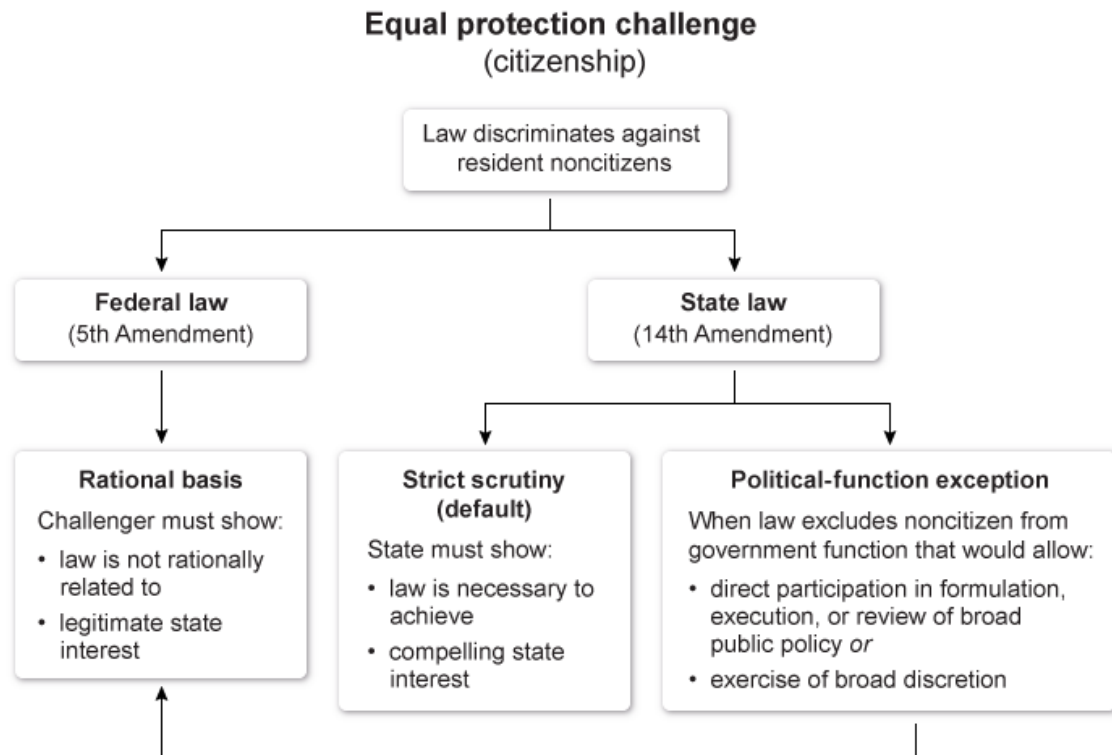 Equal protection challenge
(citizenship)
Law discriminates against
resident noncitizens
Federal law
(5th Amendment)
State law
(14th Amendment)
Rational basis
Challenger must show:
• law is not rationally
related to
• legitimate state
interest
Strict scrutiny
(default)
State must show:
• law is necessary to
achieve
• compelling state
interest
Political-function exception
When law excludes noncitizen from
government function that would allow:
• direct participation in formulation,
execution, or review of broad
public policy or
• exercise of broad discretion